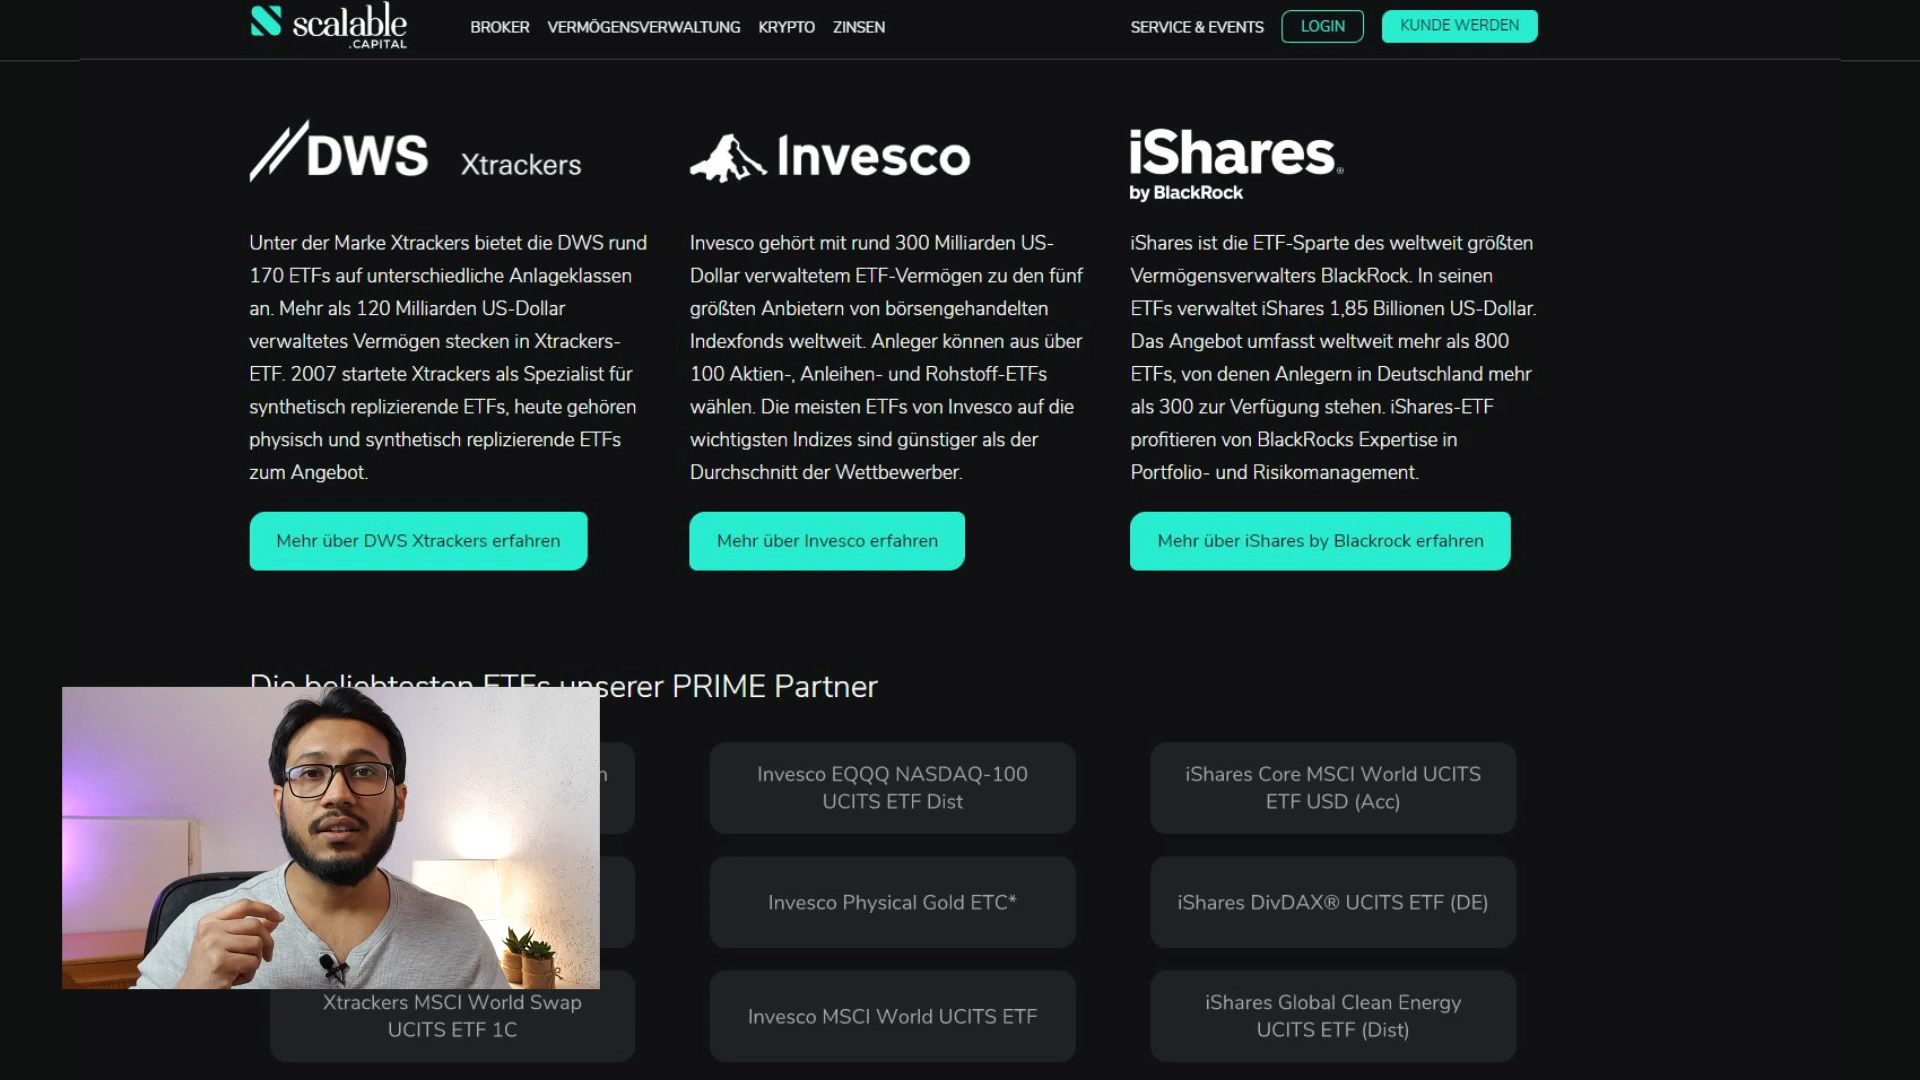 scalable
.CAPITAL
BROKER VERMÖGENSVERWALTUNG KRYPTO ZINSEN
SERVICE & EVENTS LOGIN KUNDE WERDEN
DWS Xtrackers
Unter der Marke Xtrackers bietet die DWS rund
170 ETFs auf unterschiedliche Anlageklassen
an. Mehr als 120 Milliarden US-Dollar
verwaltetes Vermögen stecken in Xtrackers-
ETF. 2007 startete Xtrackers als Spezialist für
synthetisch replizierende ETFs, heute gehören
physisch und synthetisch replizierende ETFs
zum Angebot.
Mehr über DWS Xtrackers erfahren
Invesco
Invesco gehört mit rund 300 Milliarden US-
Dollar verwaltetem ETF-Vermögen zu den fünf
größten Anbietern von börsengehandelten
Indexfonds weltweit. Anleger können aus über
100 Aktien-, Anleihen- und Rohstoff-ETFs
wählen. Die meisten ETFs von Invesco auf die
wichtigsten Indizes sind günstiger als der
Durchschnitt der Wettbewerber.
Mehr über Invesco erfahren
iShares®
by BlackRock
iShares ist die ETF-Sparte des weltweit größten
Vermögensverwalters BlackRock. In seinen
ETFs verwaltet iShares 1,85 Billionen US-Dollar.
Das Angebot umfasst weltweit mehr als 800
ETFs, von denen Anlegern in Deutschland mehr
als 300 zur Verfügung stehen. iShares-ETF
profitieren von BlackRocks Expertise in
Portfolio- und Risikomanagement.
Mehr über iShares by Blackrock erfahren
Die beliebtesten ETFs unserer PRIME Partner
Xtrackers MSCI World Swap
UCITS ETF 1C
Invesco EQQQ NASDAQ-100
UCITS ETF Dist
Invesco Physical Gold ETC*
Invesco MSCI World UCITS ETF
iShares Core MSCI World UCITS
ETF USD (Acc)
iShares DivDAX® UCITS ETF (DE)
iShares Global Clean Energy
UCITS ETF (Dist)